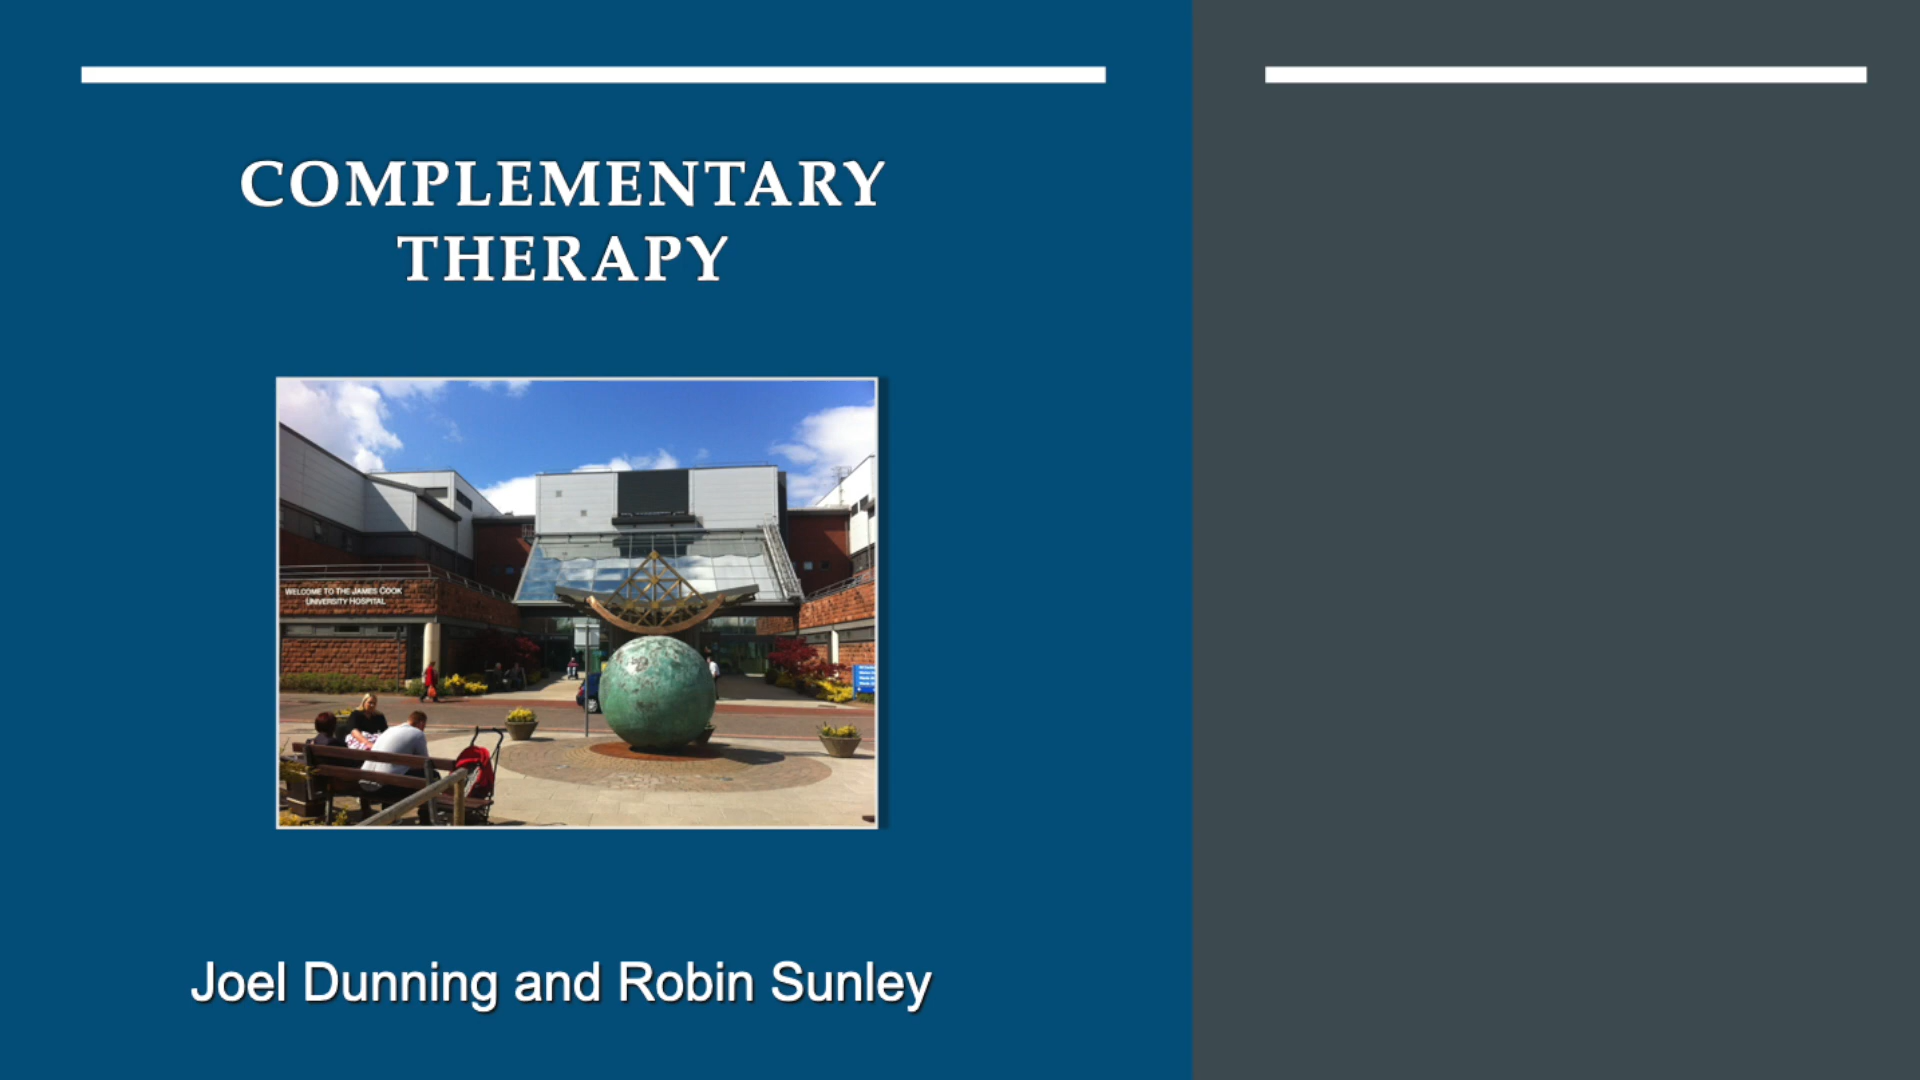 COMPLEMENTARY
THERAPY
WELCOME TO THE JAMES COOK
UNIVERSITY HOSPITAL
Joel Dunning and Robin Sunley